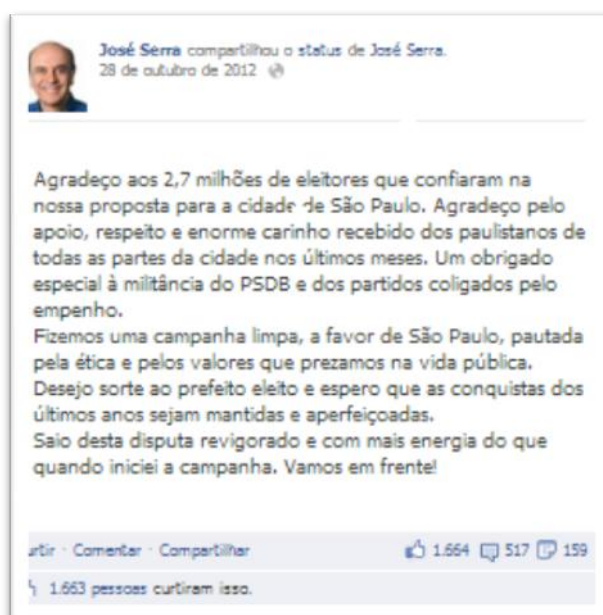 José Serra compartilhou o status de José Serra.
28 de outubro de 2012
Agradeço aos 2,7 milhões de eleitores que confiaram na
nossa proposta para a cidade de São Paulo. Agradeço pelo
apoio, respeito e enorme carinho recebido dos paulistanos de
todas as partes da cidade nos últimos meses. Um obrigado
especial à militância do PSDB e dos partidos coligados pelo
empenho.
Fizemos uma campanha limpa, a favor de São Paulo, pautada
pela ética e pelos valores que prezamos na vida pública.
Desejo sorte ao prefeito eleito e espero que as conquistas dos
últimos anos sejam mantidas e aperfeiçoadas.
Saio desta disputa revigorado e com mais energia do que
quando iniciei a campanha. Vamos em frente!
urtir · Comentar · Compartilhar 1.664 517 159
1.663 pessoas curtiram isso.